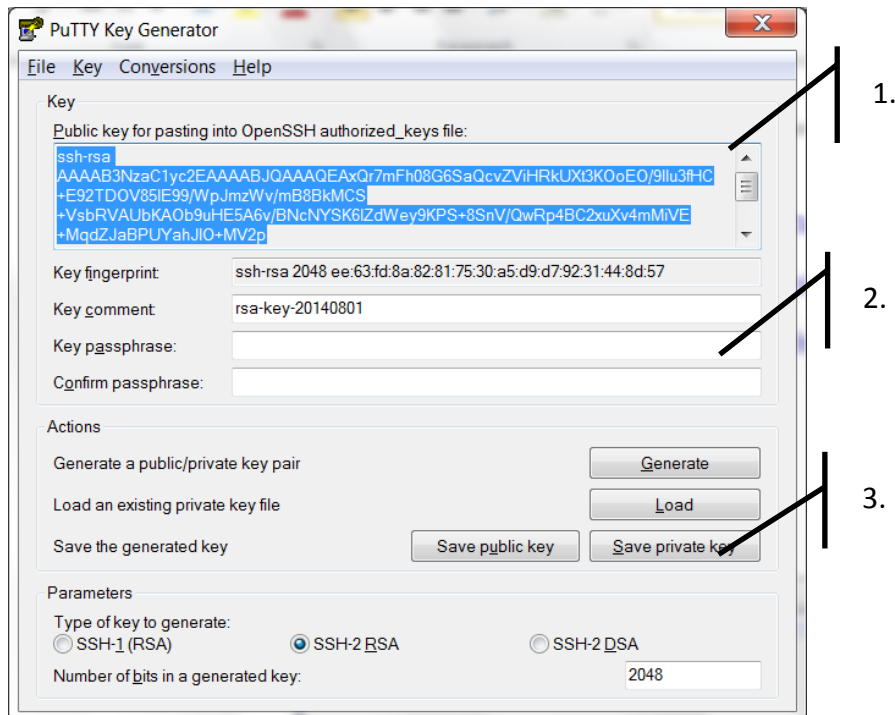 PuTTY Key Generator
X
File Key Conversions Help
Key
Public key for pasting into OpenSSH authorized_keys file:
ssh-rsa
AAAAB3NzaC1yc2EAAAABJQAAAQEAxQr7mFh08G6SaQcvZViHRkUXt3KOoEO/9Ilu3fHC
+E92TDOV85IE99/WpJmzWv/mB8BkMCS
+VsbRVAUbKAOb9uHE5A6v/BNcNYSK6lZdWey9KPS+8SnV/QwRp4BC2xuXv4mMiVE
+MqdZJaBPUYahJIO+MV2p
1.
Key fingerprint: ssh-rsa 2048 ee:63:fd:8a:82:81:75:30:a5:d9:d7:92:31:44:8d:57
Key comment: rsa-key-20140801
2.
Key passphrase:
Confirm passphrase:
Actions
Generate a public/private key pair Generate
Load an existing private key file Load
3.
Save the generated key Save public key Save private key
Parameters
Type of key to generate:
SSH-1 (RSA) SSH-2 RSA SSH-2 DSA
Number of bits in a generated key: 2048